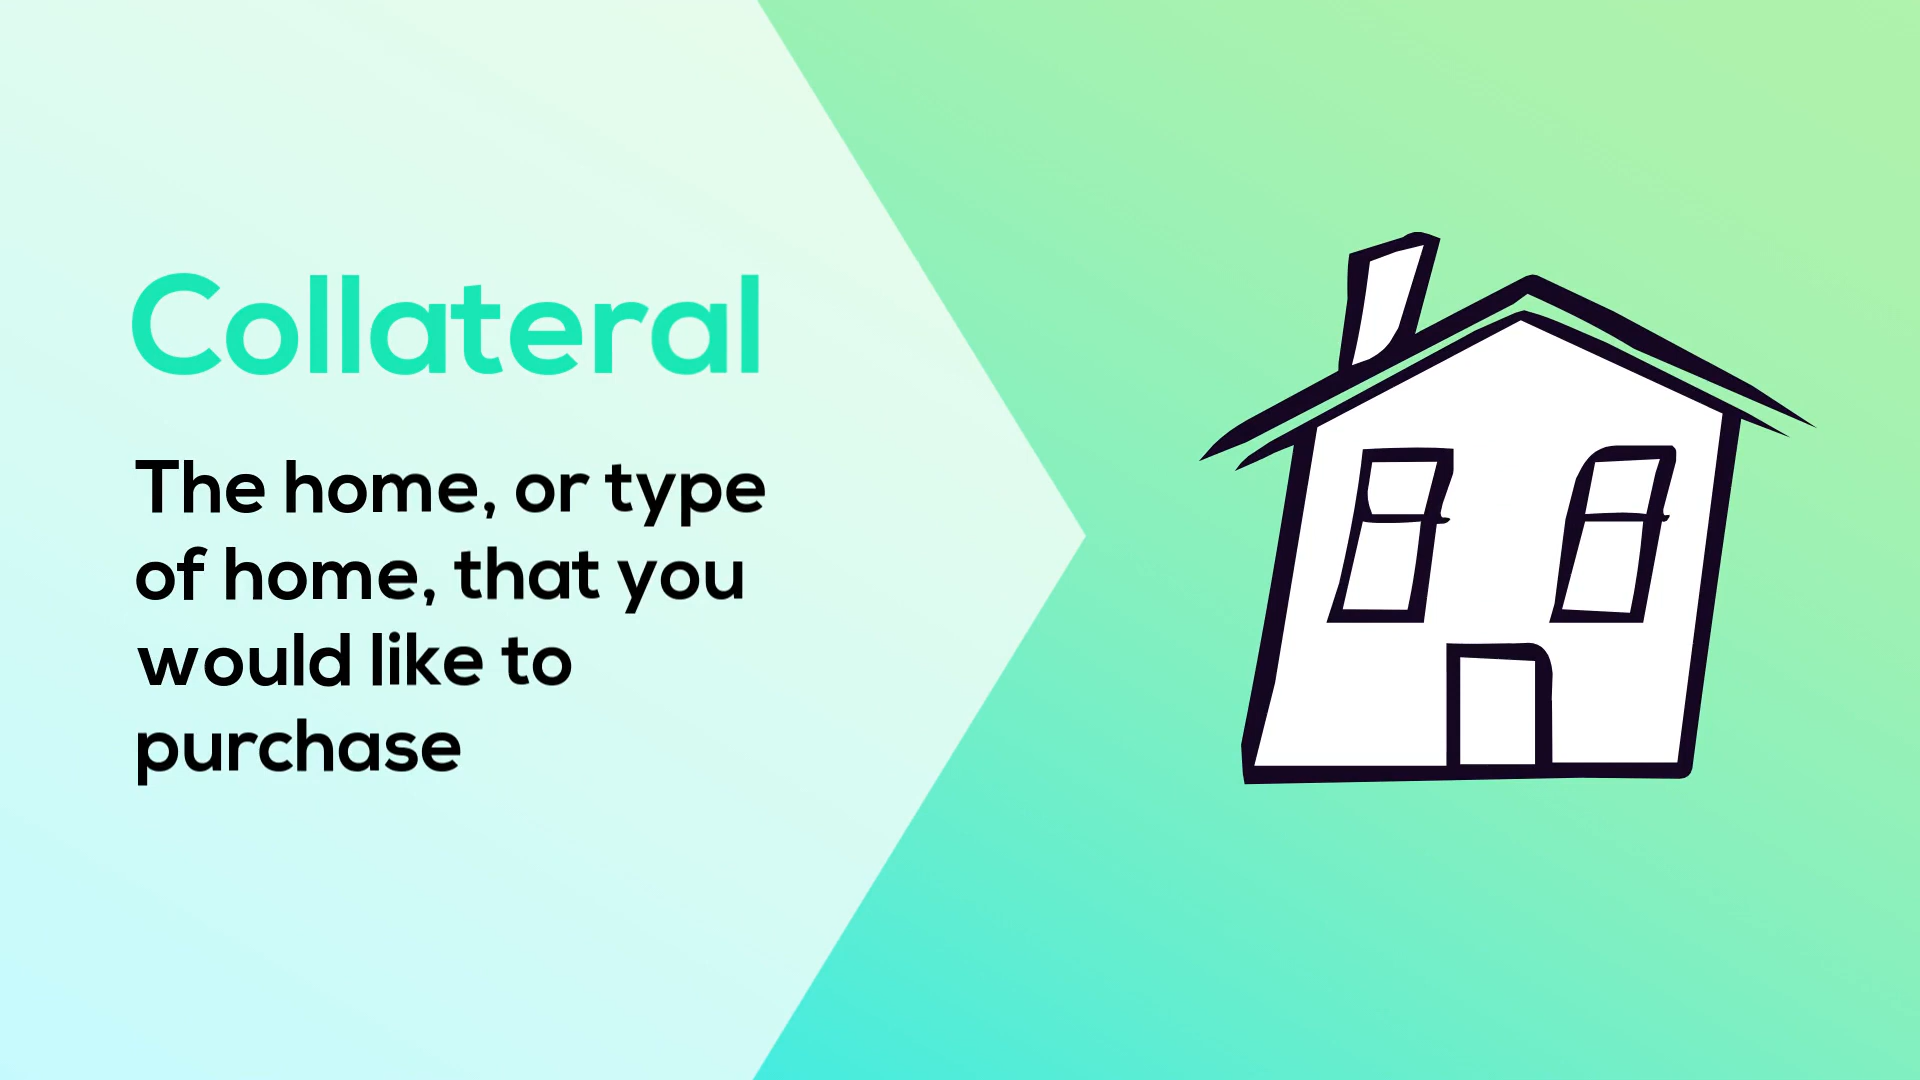 Collateral
The home, or type
of home, that you
would like to
purchase